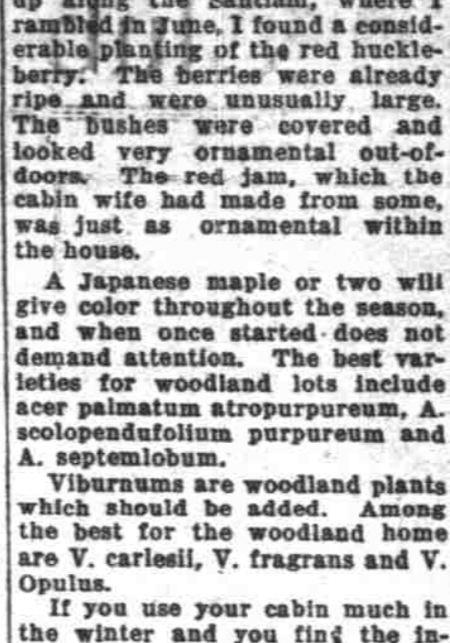 up along the Santiam, where I
rambled in June, I found a consid-
erable planting of the red huckle-
berry. The berries were already
ripe and were unusually large.
The bushes were covered and
looked very ornamental out-of-
doors. The red jam, which the
cabin wife had made from some,
was just as ornamental within
the house.
A Japanese maple or two will
give color throughout the season,
and when once started does not
demand attention. The best var-
ieties for woodland lots include
acer palmatum atropurpureum, A.
scolopendufolium purpureum and
A. septemlobum.
Viburnums are woodland plants
which should be added. Among
the best for the woodland home
are V. carlesii, V. fragrans and V.
Opulus.
If you use your cabin much in
the winter and you find the in-